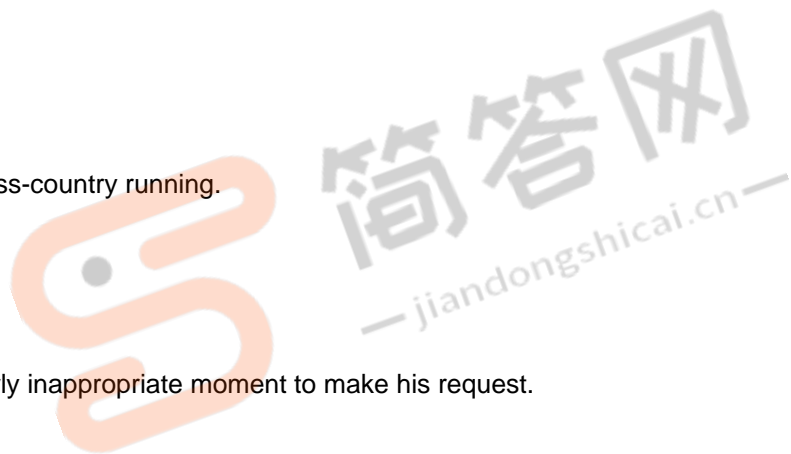 简答网
ss-country running.
jiandongshicai.cn
ly inappropriate moment to make his request.